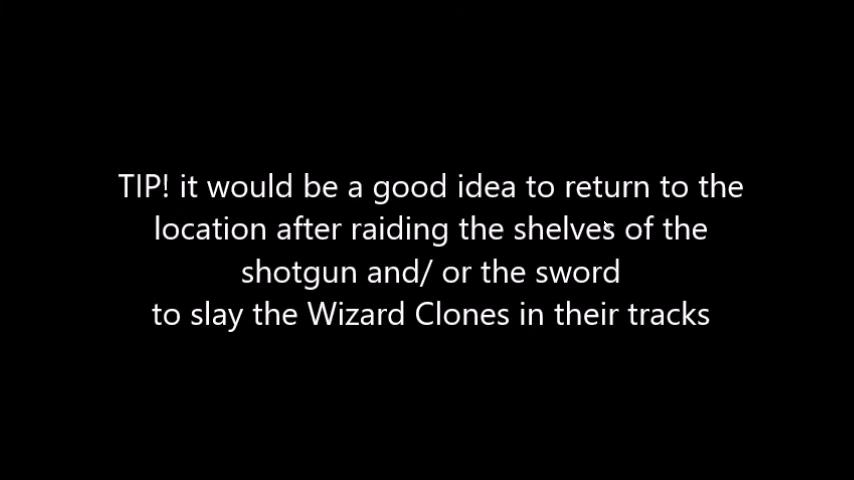 TIP! it would be a good idea to return to the
location after raiding the shelves of the
shotgun and/ or the sword
to slay the Wizard Clones in their tracks